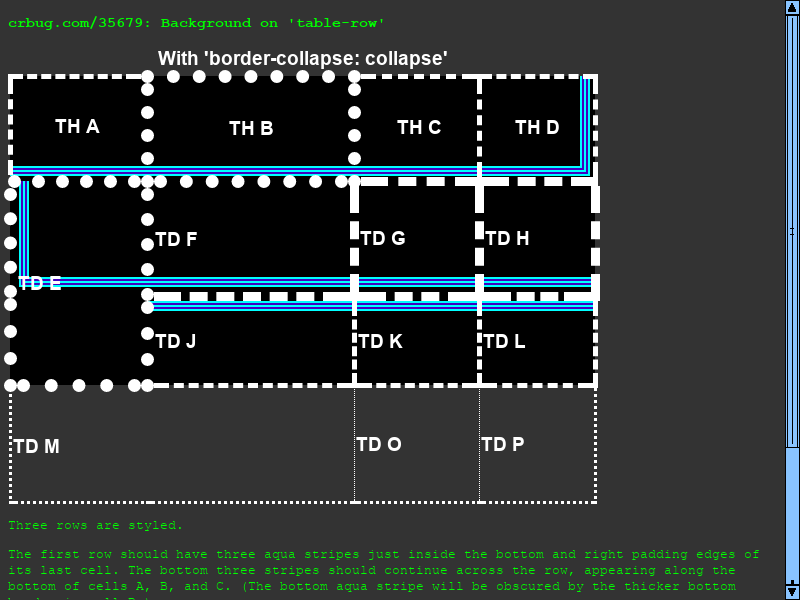 crbug.com/35679: Background on 'table-row'
With 'border-collapse: collapse'
TH A TH B TH C TH D
TD E TD F TD G TD H
TD J TD K TD L
TD M TD O TD P
Three rows are styled.
The first row should have three aqua stripes just inside the bottom and right padding edges of
its last cell. The bottom three stripes should continue across the row, appearing along the
bottom of cells A, B, and C. (The bottom aqua stripe will be obscured by the thicker bottom